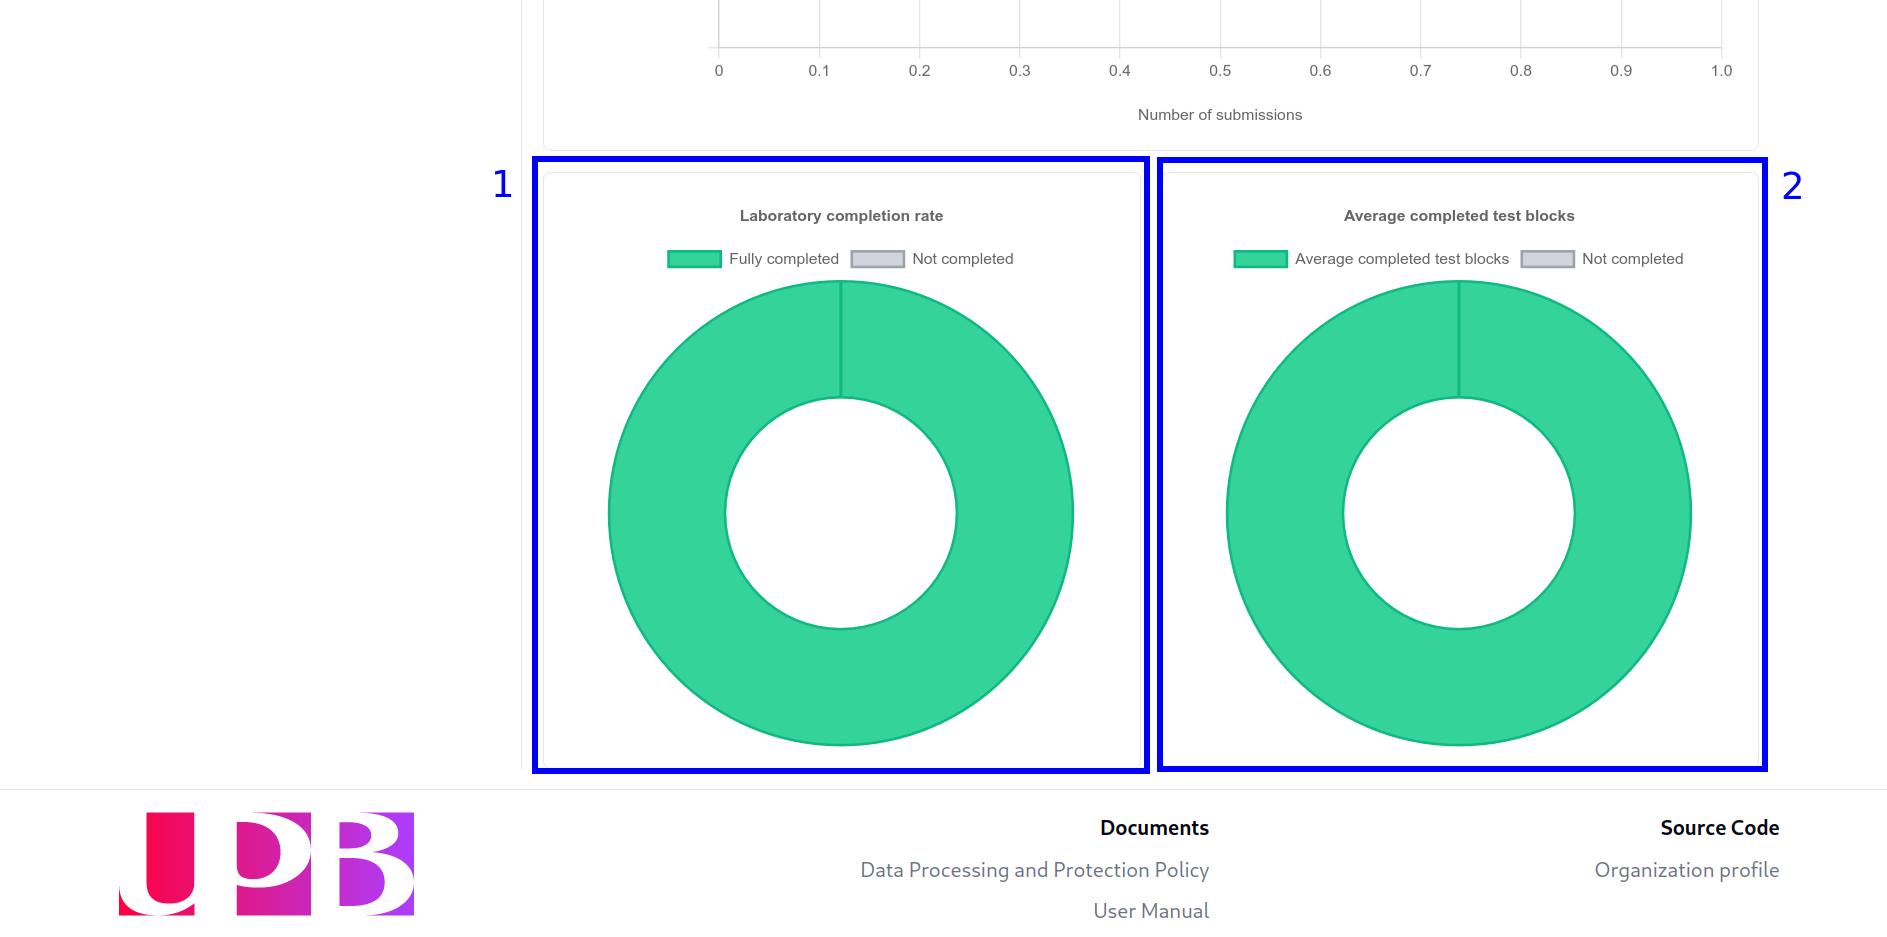 0 0.1 0.2 0.3 0.4 0.5 0.6 0.7 0.8 0.9 1.0
Number of submissions
1
Laboratory completion rate
Fully completed Not completed
2
Average completed test blocks
Average completed test blocks Not completed
UPB
Documents
Data Processing and Protection Policy
User Manual
Source Code
Organization profile